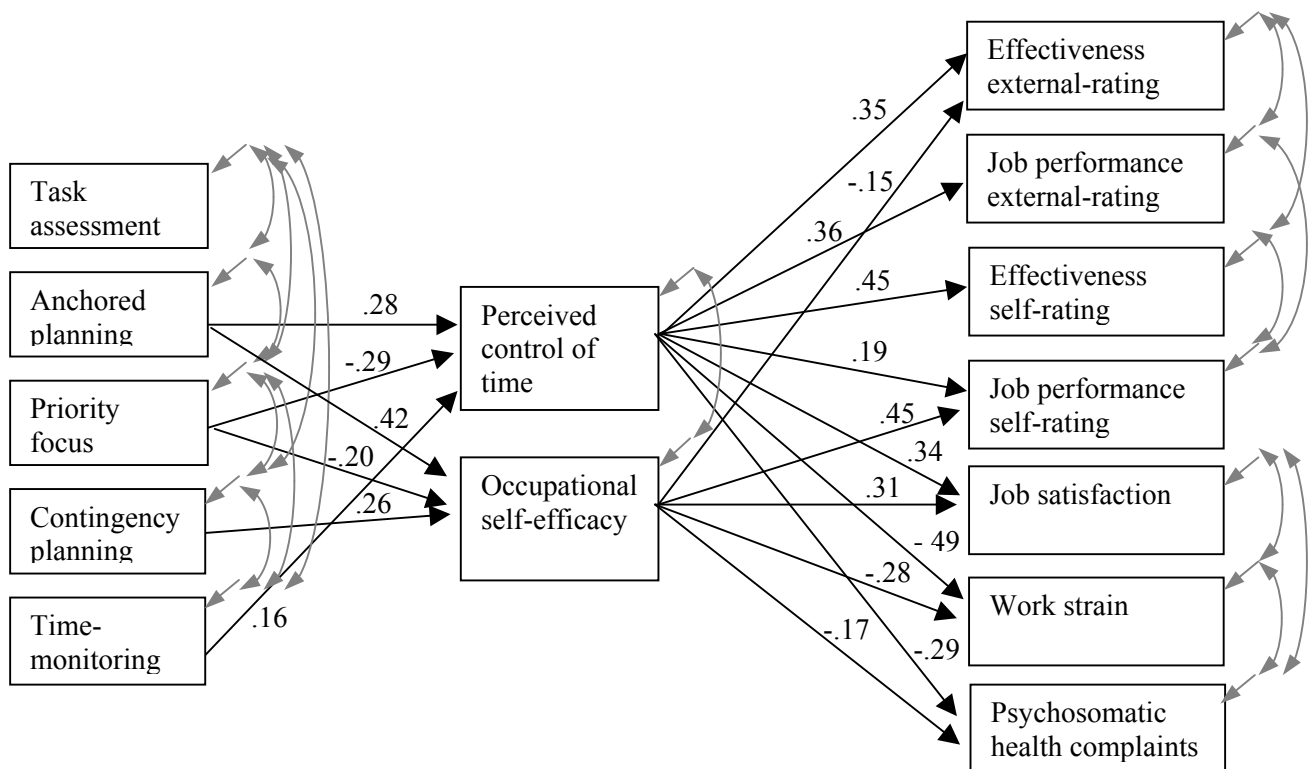 Task
assessment
Anchored
planning
Priority
focus
Contingency
planning
Time-
monitoring
.28
-.29
.42
-.20
.26
.16
Perceived
control of
time
Occupational
self-efficacy
.35
-.15
.36
.45
.19
.45
.34
.31
- 49
-.28
-.17
-.29
Effectiveness
external-rating
Job performance
external-rating
Effectiveness
self-rating
Job performance
self-rating
Job satisfaction
Work strain
Psychosomatic
health complaints